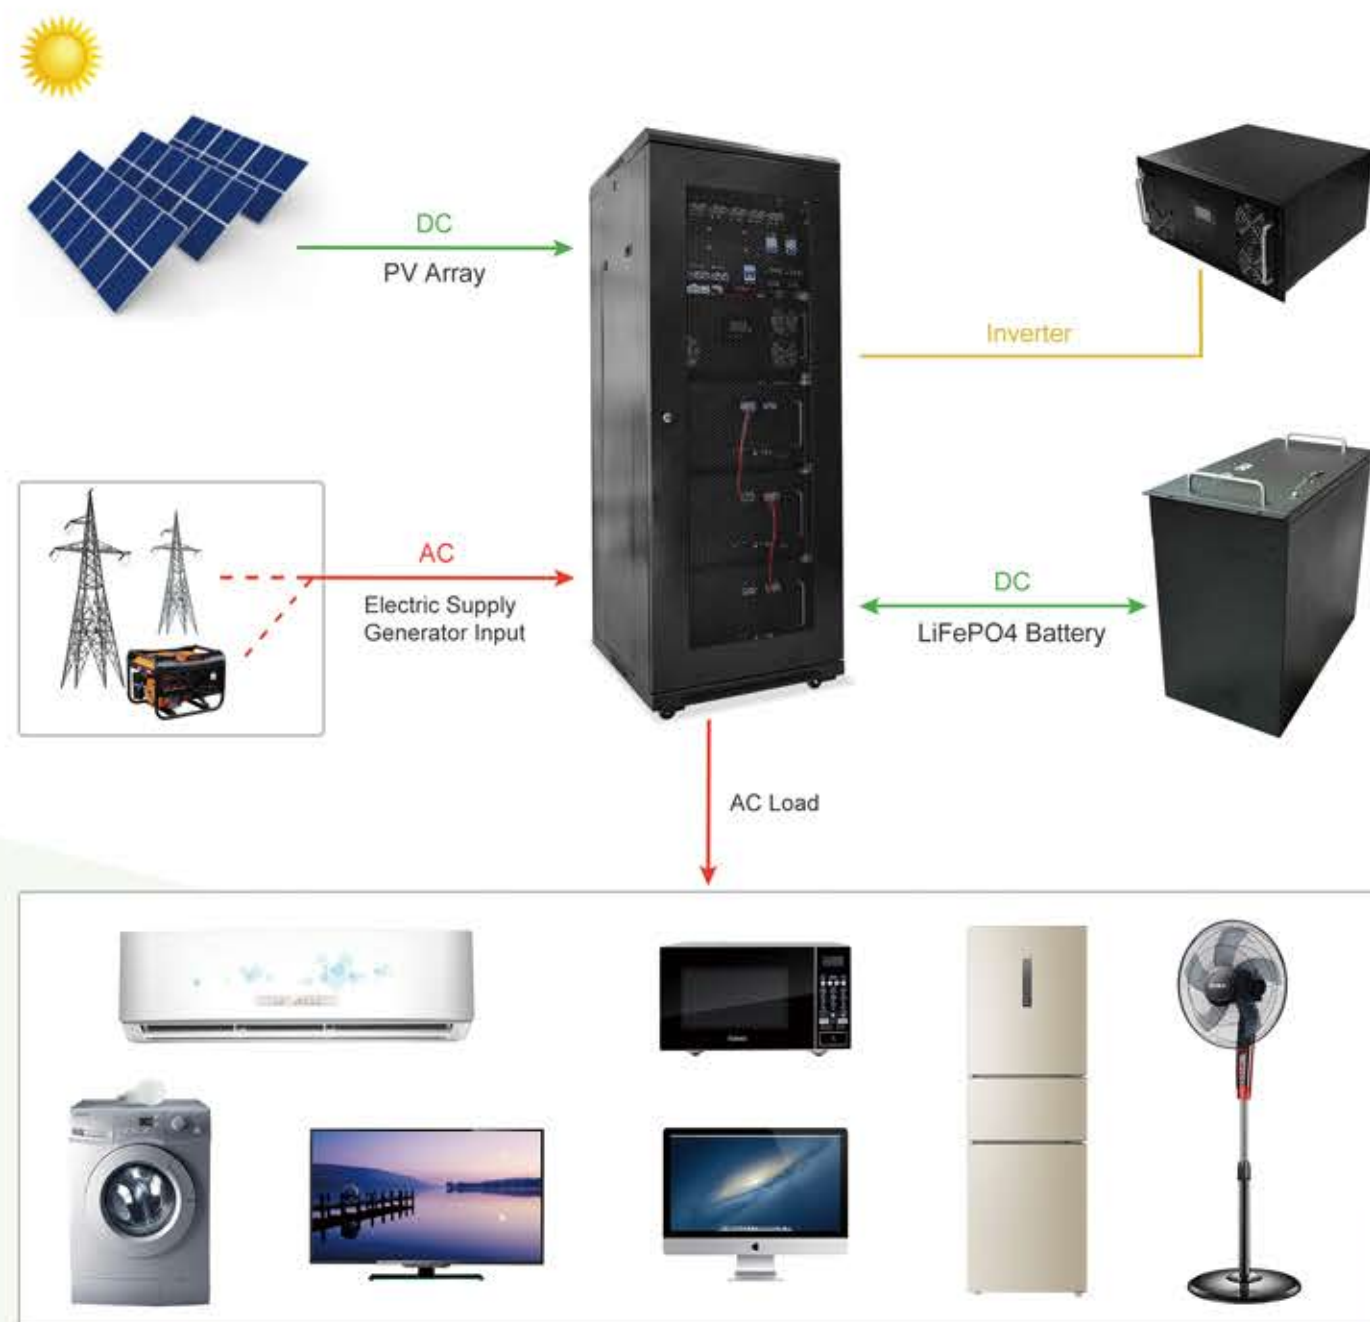 DC
PV Array
Inverter
AC
Electric Supply
Generator Input
DC
LiFePO4 Battery
AC Load